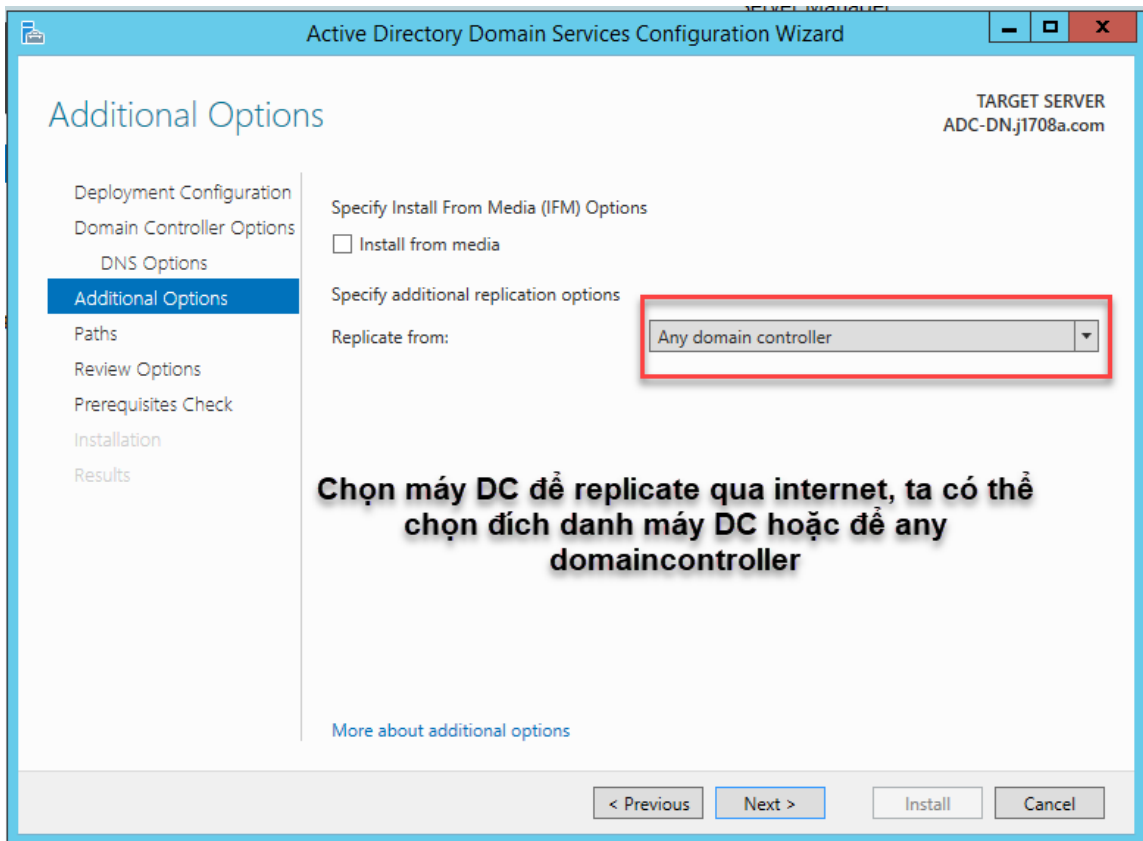 Server Manager
Active Directory Domain Services Configuration Wizard
Additional Options
TARGET SERVER
ADC-DN.j1708a.com
Deployment Configuration
Domain Controller Options
DNS Options
Additional Options
Paths
Review Options
Prerequisites Check
Installation
Results
Specify Install From Media (IFM) Options
Install from media
Specify additional replication options
Replicate from:
Any domain controller
Chọn máy DC để replicate qua internet, ta có thể
chọn đích danh máy DC hoặc để any
domaincontroller
More about additional options
< Previous
Next >
Install
Cancel